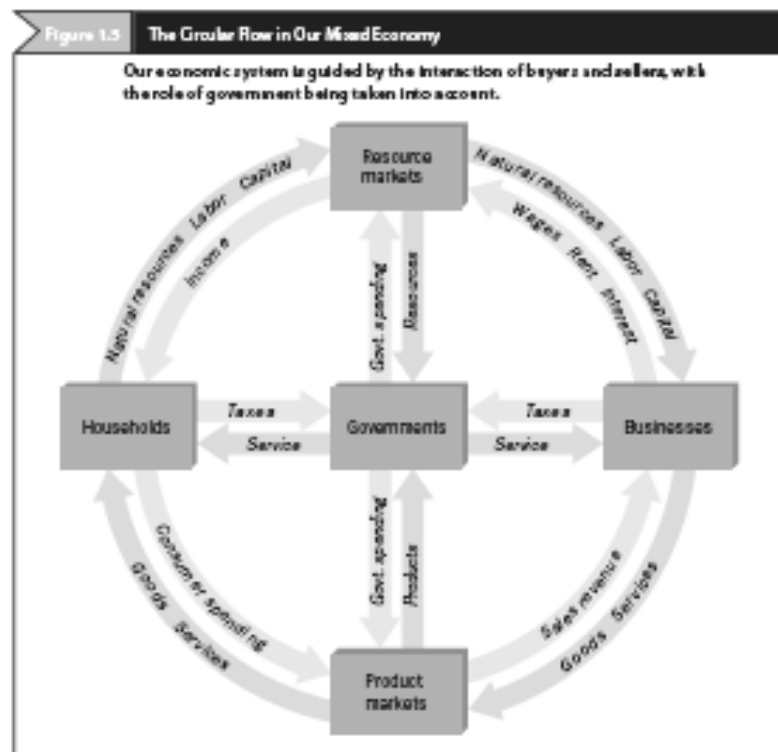 Figure 1.5
The Circular Flow in Our Mixed Economy
Our economic system is guided by the interaction of buyers and sellers, with
the role of government being taken into account.
Resource
markets
Natural resources Labor Capital
Income
Natural resources Labor Capital
Wages Rent Interest
Govt. spending
Resources
Households
Taxes
Service
Governments
Taxes
Service
Businesses
Consumer spending
Goods Services
Govt. spending
Products
Sales revenue
Goods Services
Product
markets